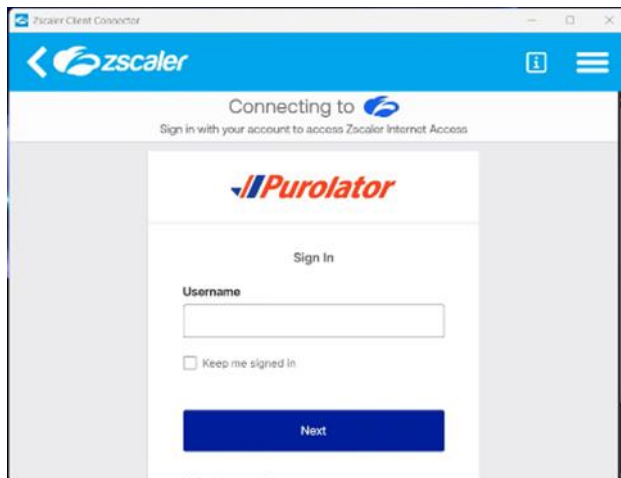 Zscaler Client Connector
zscaler
Connecting to
Sign in with your account to access Zscaler Internet Access
Purolator
Sign In
Username
Keep me signed in
Next